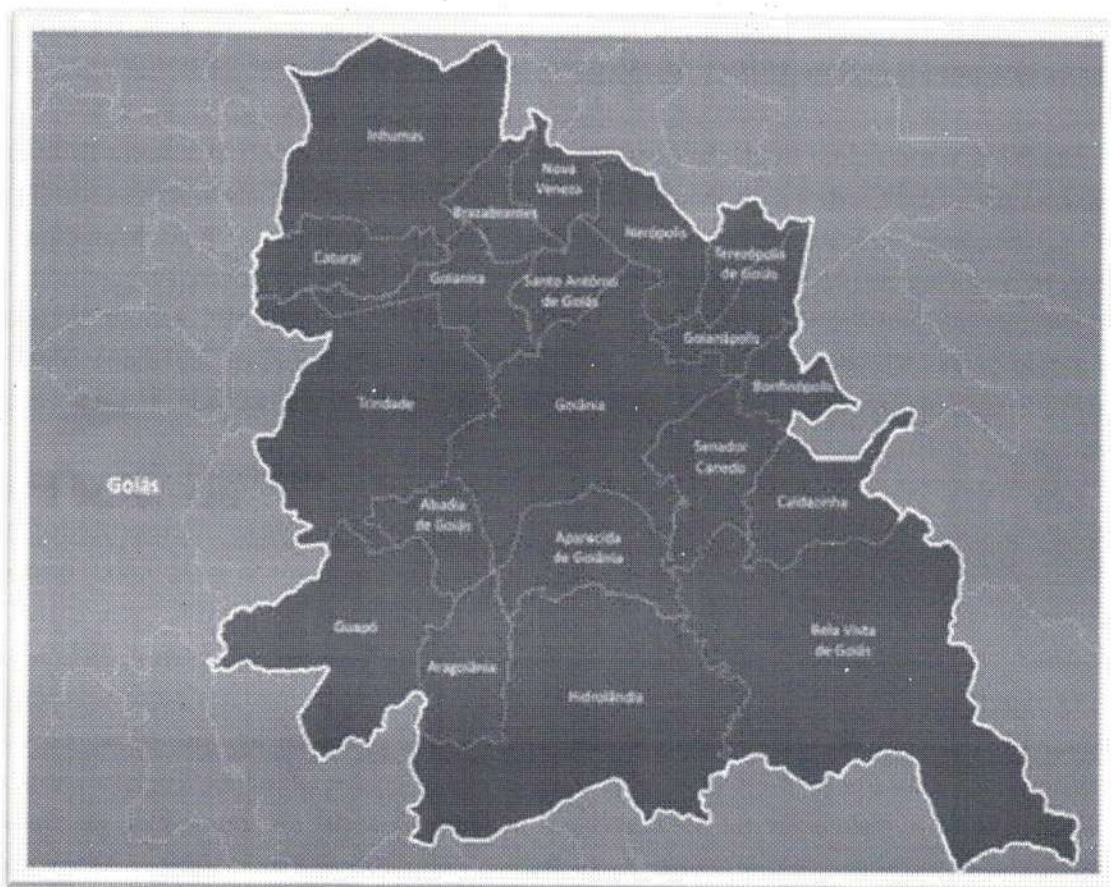 Inhumas
Nova
Veneza
Brazabrantes
Nerópolis
Terezópolis
de Goiás
Caturaí
Goianira
Santo Antônio
de Goiás
Goianápolis
Bonfinópolis
Trindade
Goiânia
Senador
Canedo
Goiás
Abadia
de Goiás
Caldazinha
Aparecida
de Goiânia
Guapó
Bela Vista
de Goiás
Aragoiânia
Hidrolândia